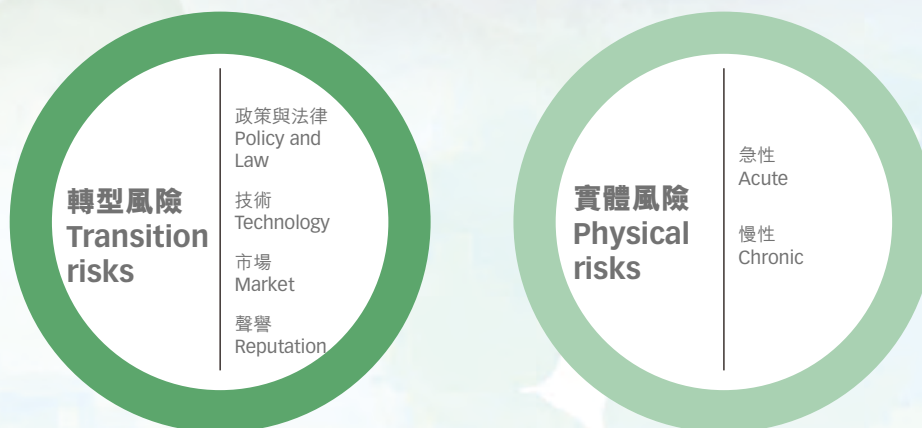 轉型風險
Transition
risks
政策與法律
Policy and
Law
技術
Technology
市場
Market
聲譽
Reputation
實體風險
Physical
risks
急性
Acute
慢性
Chronic